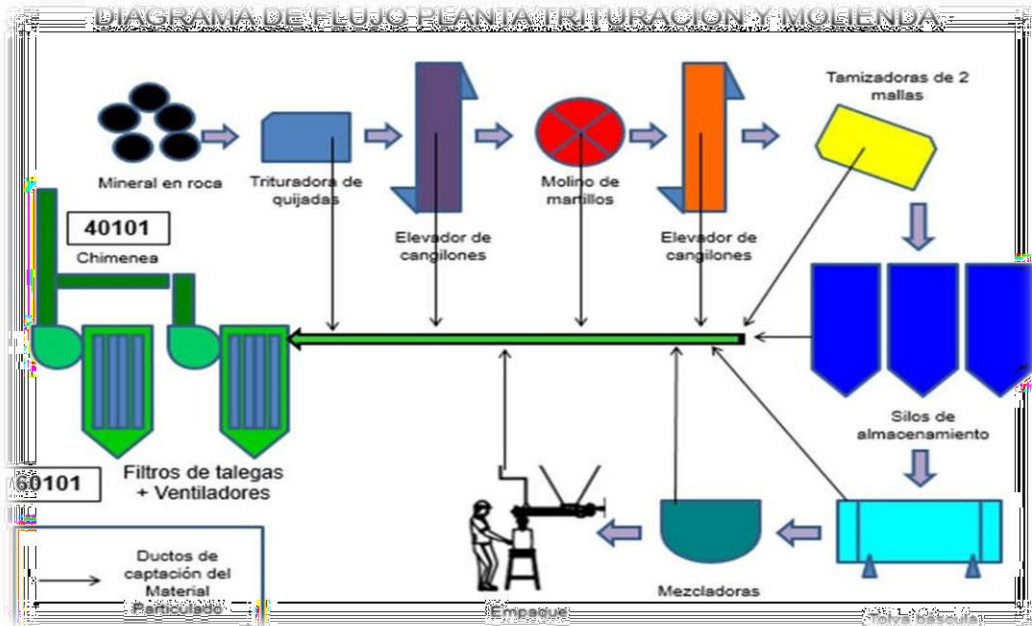 DIAGRAMA DE FLUJO PLANTA TRITURACION Y MOLIENDA
Tamizadoras de 2
mallas
Mineral en roca
Trituradora de
quijadas
Molino de
martillos
40101
Chimenea
Elevador de
cangilones
Elevador de
cangilones
Silos de
almacenamiento
Filtros de talegas
+ Ventiladores
60101
Ductos de
captación del
Material
Particulado
Mezcladoras
Empaque
Tolva bascula